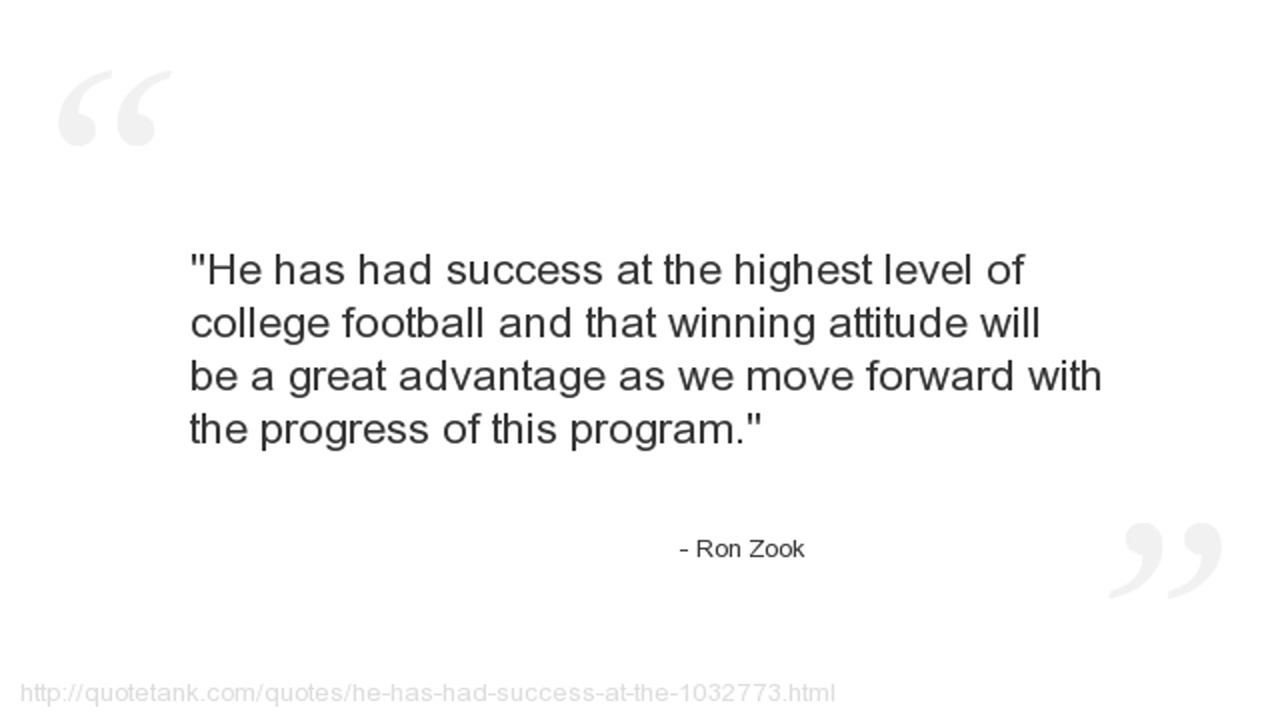 "He has had success at the highest level of
college football and that winning attitude will
be a great advantage as we move forward with
the progress of this program."
- Ron Zook
http://quotetank.com/quotes/he-has-had-success-at-the-1032773.html